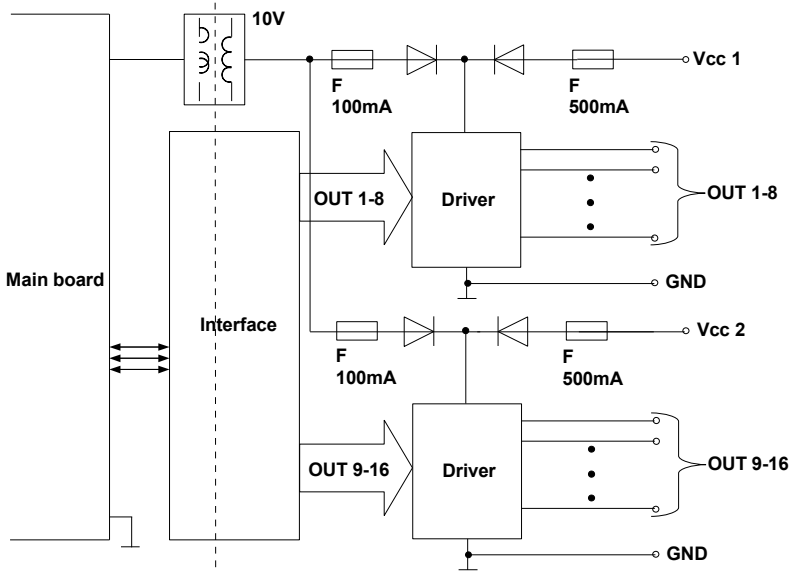 10V
Vcc 1
F
100mA
F
500mA
OUT 1-8
Driver
OUT 1-8
GND
Main board
Interface
Vcc 2
F
100mA
F
500mA
OUT 9-16
Driver
OUT 9-16
GND